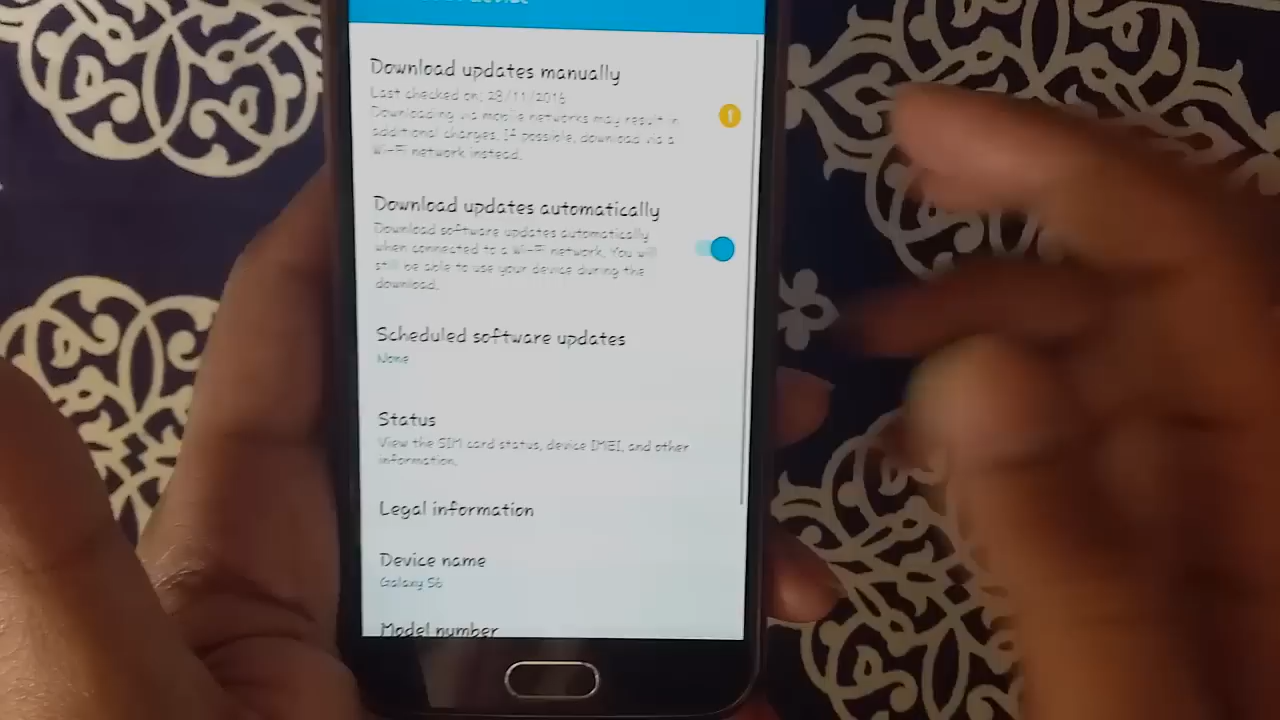 device
Download updates manually
Last checked on: 28/11/2016
Downloading via mobile networks may result in
additional charges. If possible, download via a
Wi-Fi network instead.
Download updates automatically
Download software updates automatically
when connected to a Wi-Fi network. You will
still be able to use your device during the
download.
Scheduled software updates
None
Status
View the SIM card status, device IMEI, and other
information.
Legal information
Device name
Galaxy S6
Model number